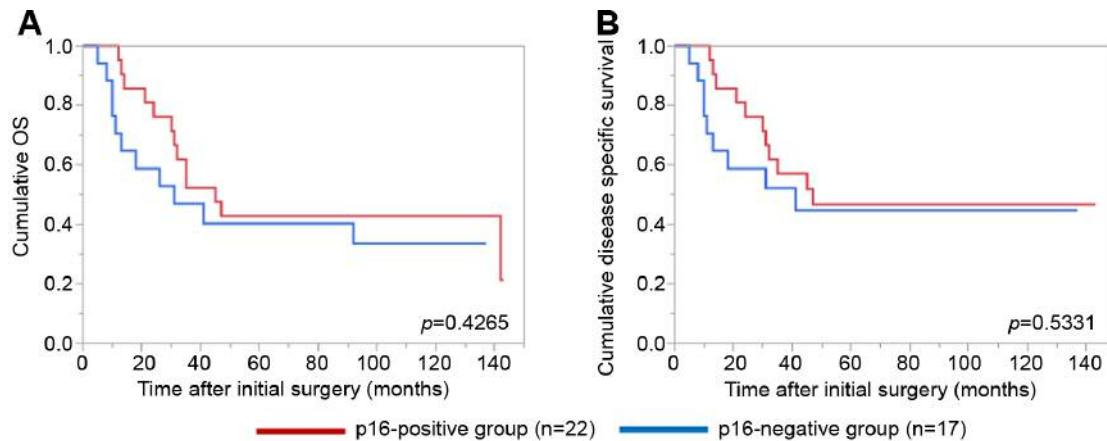 A
Cumulative OS
1.0
0.8
0.6
0.4
0.2
0.0
0 20 40 60 80 100 120 140
Time after initial surgery (months)
p=0.4265
B
Cumulative disease specific survival
1.0
0.8
0.6
0.4
0.2
0.0
0 20 40 60 80 100 120 140
Time after initial surgery (months)
p=0.5331
p16-positive group (n=22)
p16-negative group (n=17)